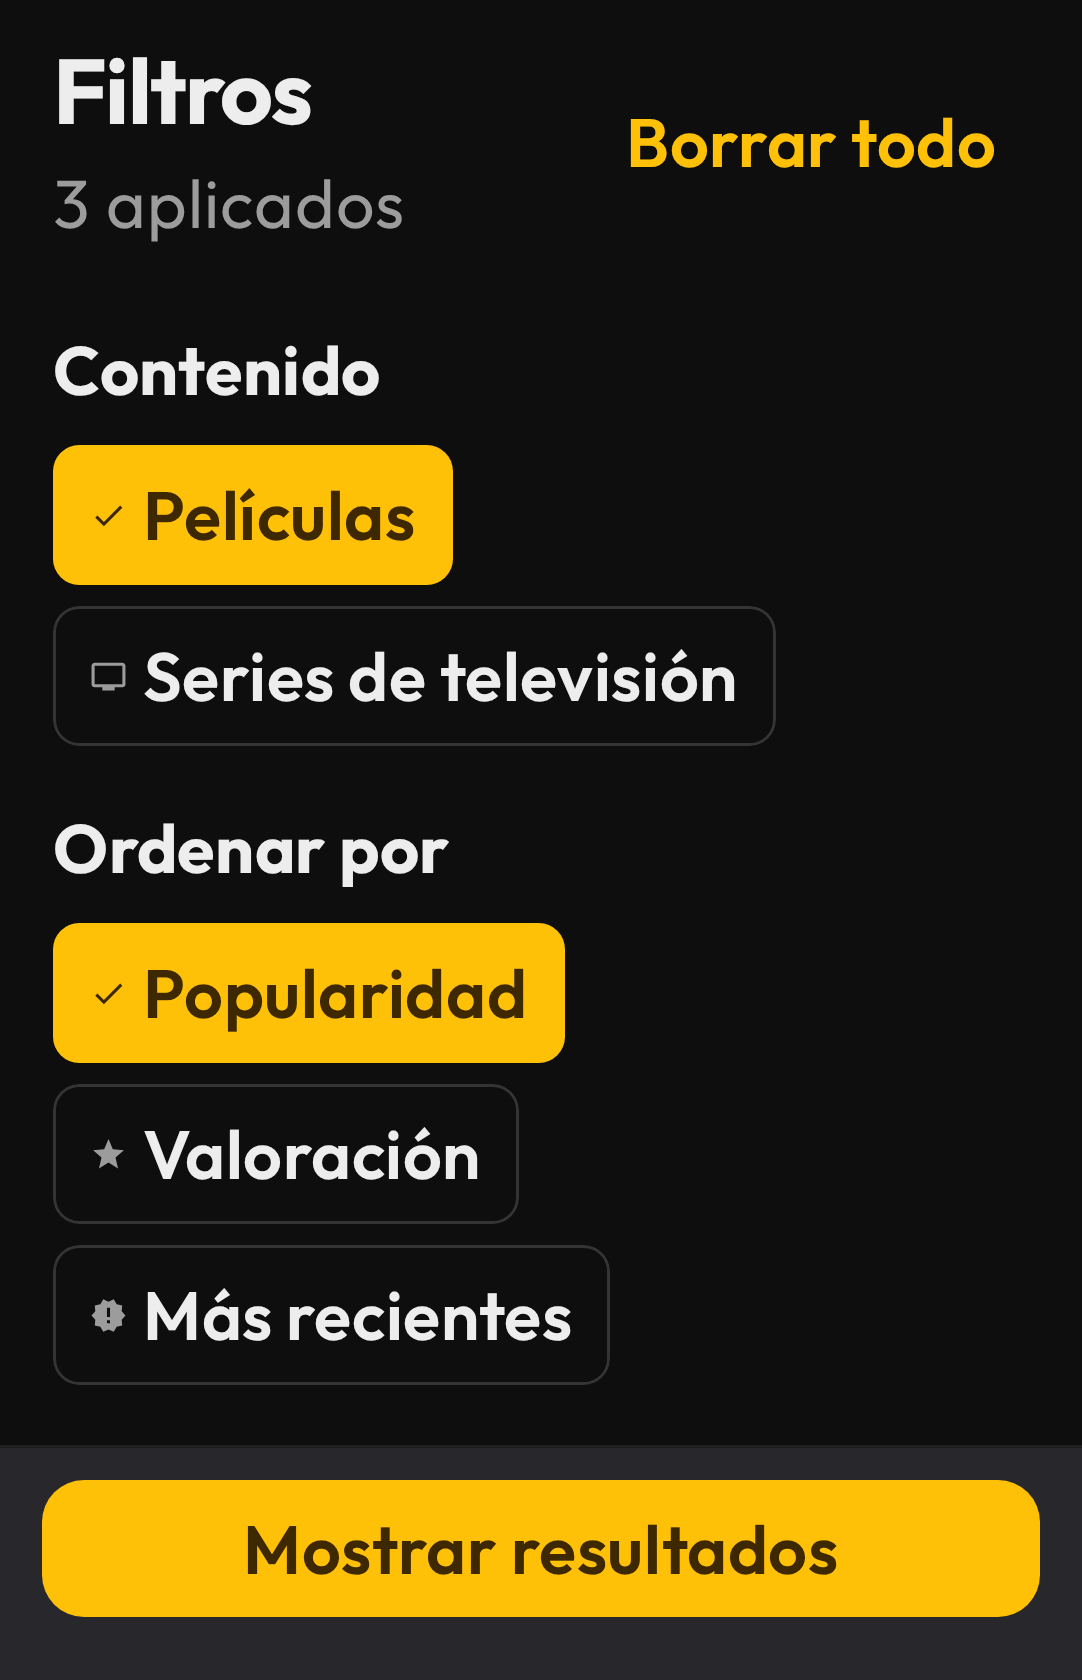 Filtros
3 aplicados
Borrar todo
Contenido
Películas
Series de televisión
Ordenar por
Popularidad
Valoración
Más recientes
Mostrar resultados